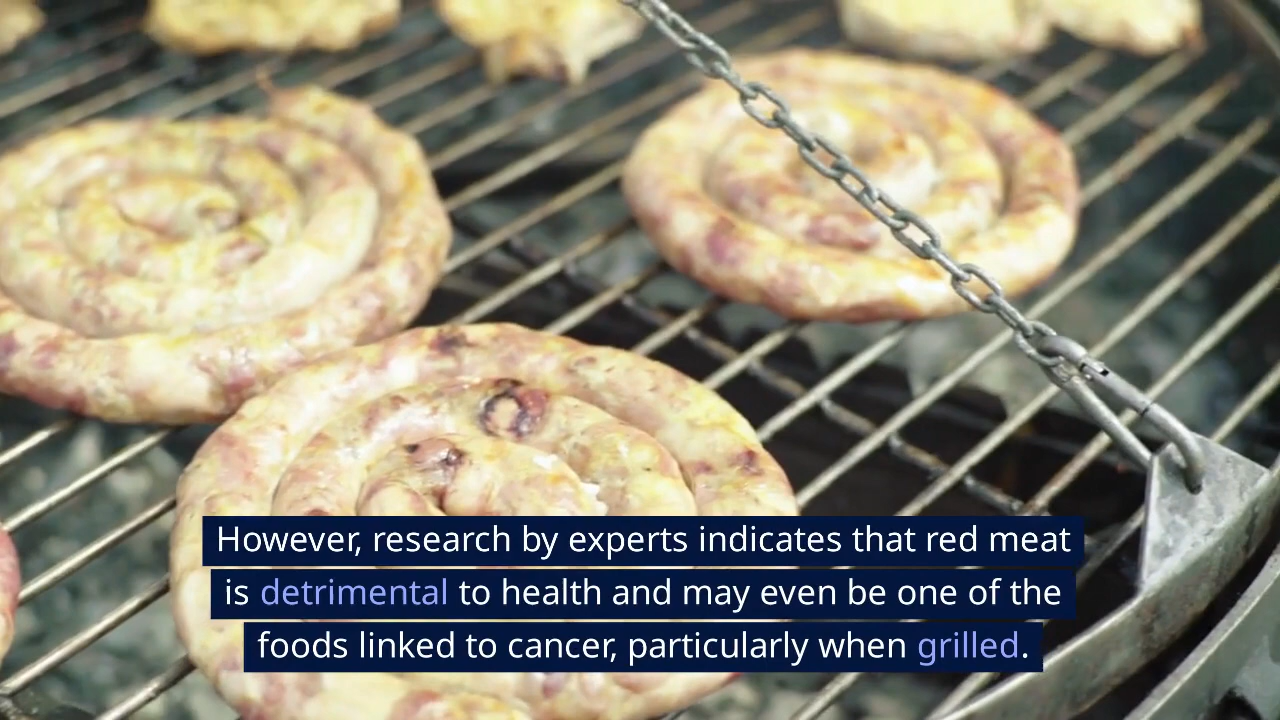 However, research by experts indicates that red meat
is detrimental to health and may even be one of the
foods linked to cancer, particularly when grilled.